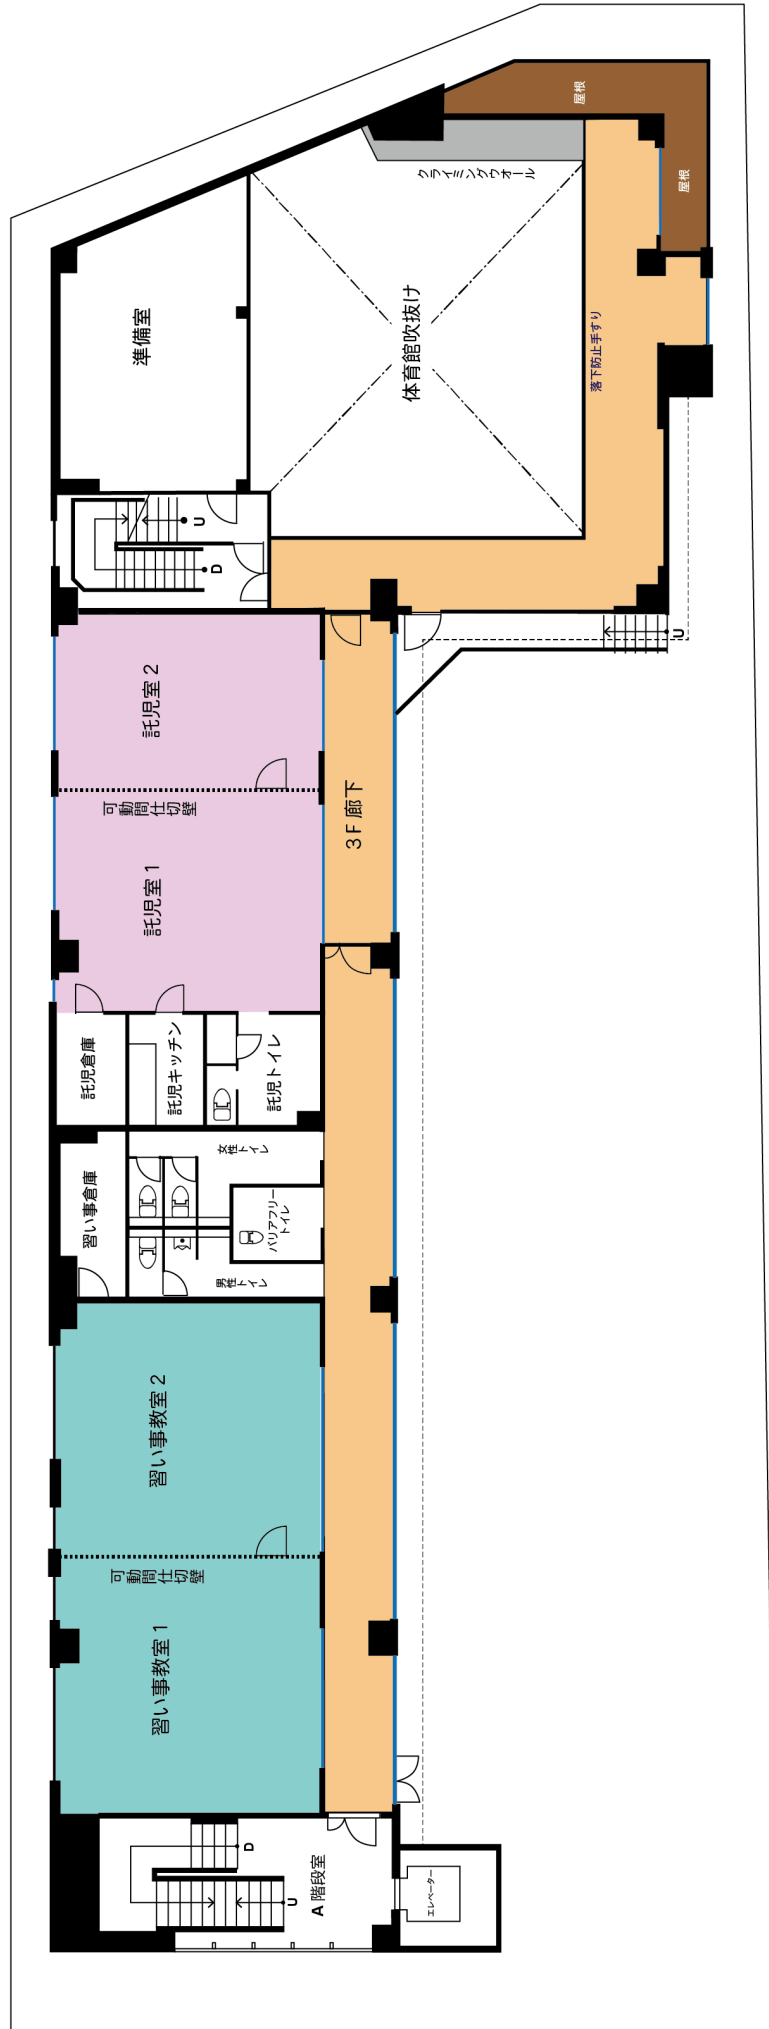 屋根
屋根
クライミングウオール
準備室
体育館吹抜け
落下防止手すり
U
D
U
託児室 2
可動間仕切壁
3F 廊下
託児室 1
託児倉庫
託児キッチン
託児トイレ
習い事倉庫
女性トイレ
バリアフリー
トイレ
男性トイレ
習い事教室 2
可動間仕切壁
習い事教室 1
D
U
A 階段室
エレベーター